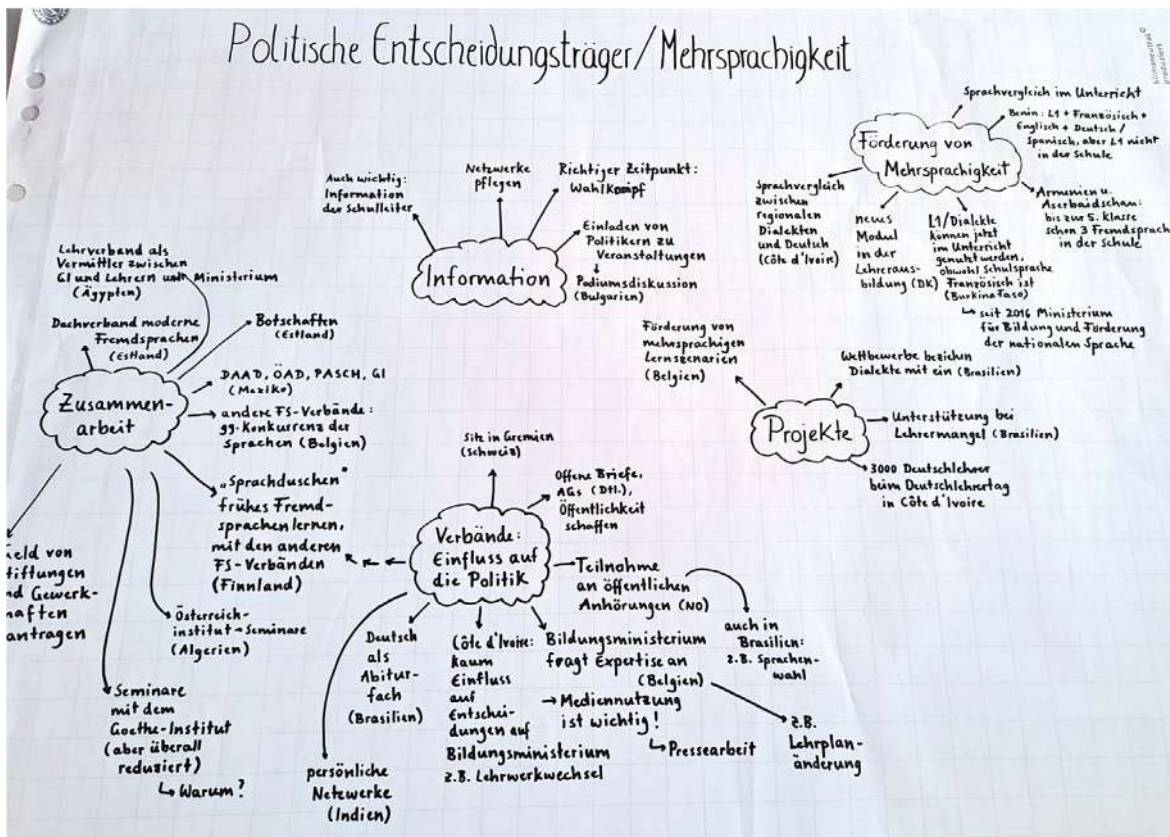 Politische Entscheidungsträger/Mehrsprachigkeit
klimaneutral
produziert
Auch wichtig:
Information
der Schulleiter
Netzwerke
pflegen
Richtiger Zeitpunkt:
Wahlkampf
Einladen von
Politikern zu
Veranstaltungen
Podiumsdiskussion
(Bulgarien)
Information
Sprachvergleich im Unterricht
Benin: L1 + Französisch +
Englisch + Deutsch /
Spanisch, aber L1 nicht
in der Schule
Förderung von
Mehrsprachigkeit
Armenien u.
Aserbaidscham:
bis zur 5. Klasse
schon 3 Fremdsprach
in der Schule
Sprachvergleich
zwischen
regionalen
Dialekten
und Deutsch
(Côte d'Ivoire)
neues
Modul
in der
Lehreraus-
bildung (DK)
L1/Dialekte
können jetzt
im Unterricht
genutzt werden,
obwohl Schulsprache
Französisch ist
(Burkina Faso)
seit 2016 Ministerium
für Bildung und Förderung
der nationalen Sprache
Lehrverband als
Vermittler zwischen
GI und Lehrern und Ministerium
(Ägypten)
Dachverband moderne
Fremdsprachen
(Estland)
Botschaften
(Estland)
DAAD, ÖAD, PASCH, GI
(Mexiko)
Zusammen-
arbeit
andere FS-Verbände:
gg. Konkurrenz der
Sprachen (Belgien)
„Sprachduschen"
frühes Fremd-
sprachen lernen,
mit den anderen
FS-Verbänden
(Finnland)
Geld von
Stiftungen
und Gewerk-
schaften
beantragen
Österreich-
institut-Seminare
(Algerien)
Seminare
mit dem
Goethe-Institut
(aber überall
reduziert)
Warum?
Förderung von
mehrsprachigen
Lernszenarien
(Belgien)
Wettbewerbe beziehen
Dialekte mit ein (Brasilien)
Projekte
Unterstützung bei
Lehrermangel (Brasilien)
3000 Deutschlehrer
beim Deutschlehrertag
in Côte d'Ivoire
Sitz in Gremien
(Schweiz)
Offene Briefe,
AGs (Dtl.),
Öffentlichkeit
schaffen
Verbände:
Einfluss auf
die Politik
Teilnahme
an öffentlichen
Anhörungen (NO)
auch in
Brasilien:
z.B. Sprachen-
wahl
persönliche
Netzwerke
(Indien)
Deutsch
als
Abitur-
fach
(Brasilien)
Côte d'Ivoire:
kaum
Einfluss
auf
Entschei-
dungen auf
Bildungsministerium
z.B. Lehrwerkwechsel
Bildungsministerium
fragt Expertise an
(Belgien)
Mediennutzung
ist wichtig!
Pressearbeit
z.B.
Lehrplan-
änderung